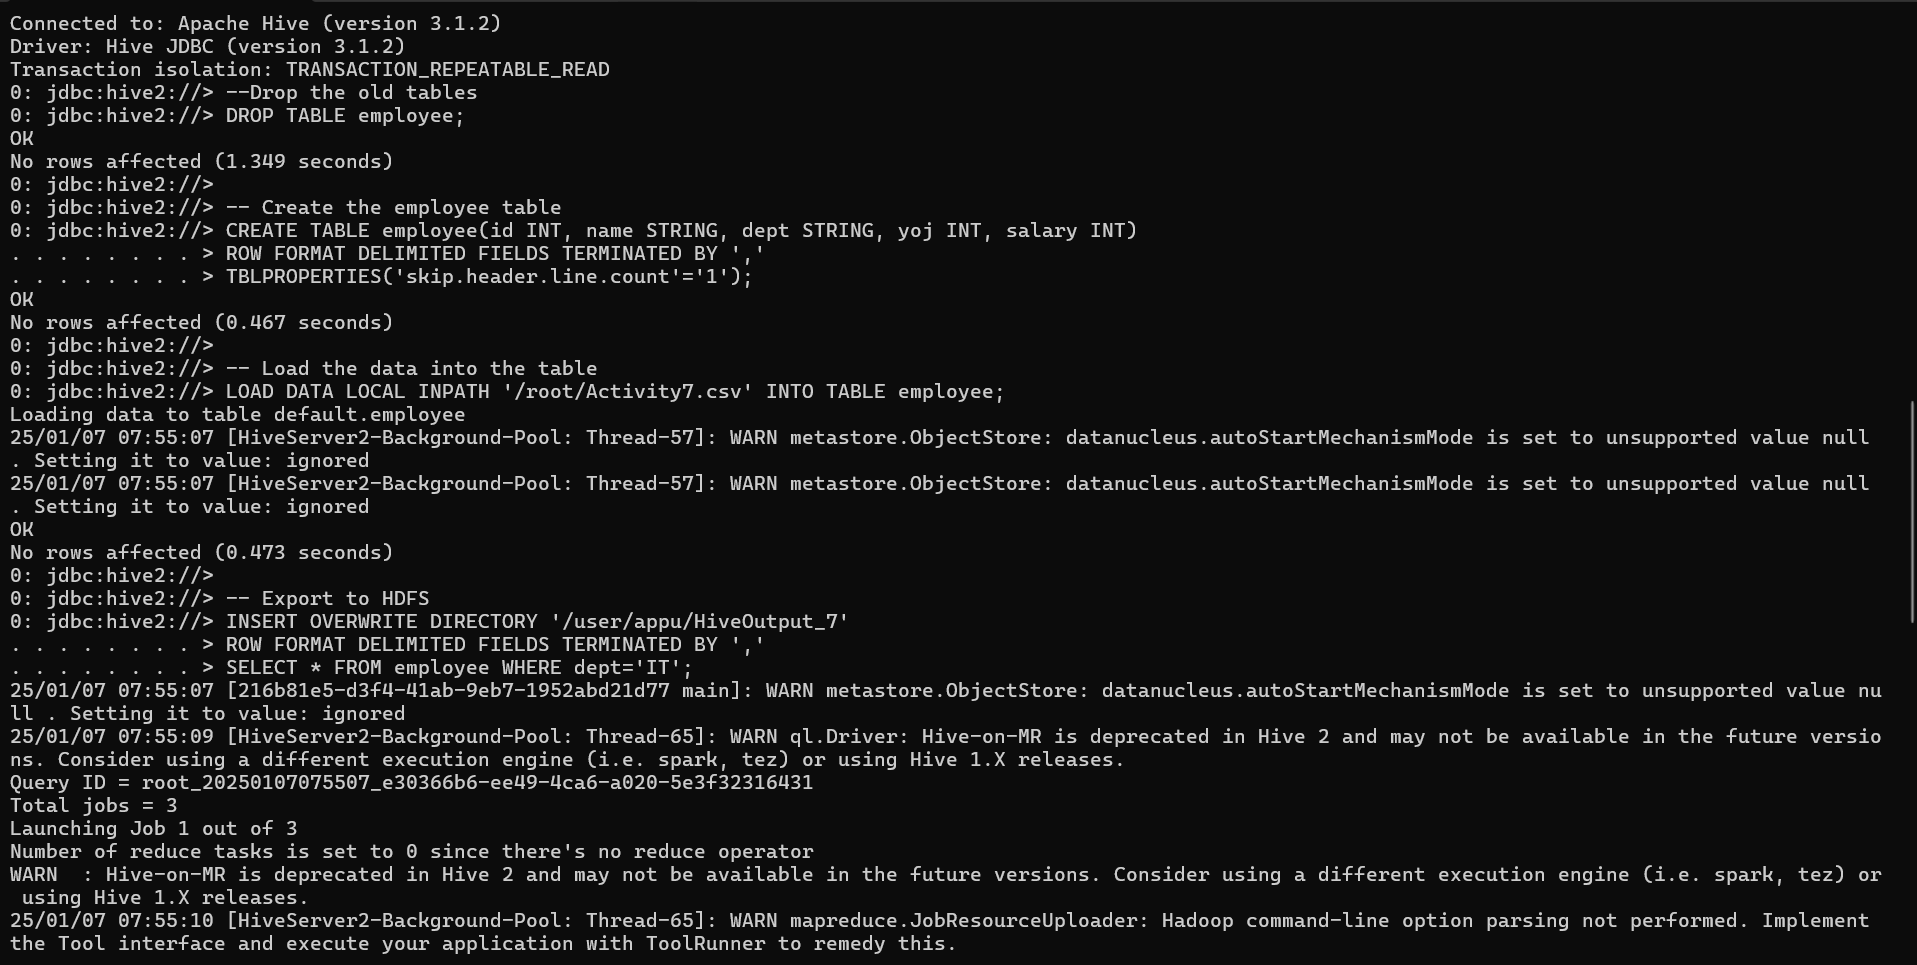 Connected to: Apache Hive (version 3.1.2)
Driver: Hive JDBC (version 3.1.2)
Transaction isolation: TRANSACTION_REPEATABLE_READ
0: jdbc:hive2://> --Drop the old tables
0: jdbc:hive2://> DROP TABLE employee;
OK
No rows affected (1.349 seconds)
0: jdbc:hive2://>
0: jdbc:hive2://> -- Create the employee table
0: jdbc:hive2://> CREATE TABLE employee(id INT, name STRING, dept STRING, yoj INT, salary INT)
. . . . . . . . > ROW FORMAT DELIMITED FIELDS TERMINATED BY ','
. . . . . . . . > TBLPROPERTIES('skip.header.line.count'='1');
OK
No rows affected (0.467 seconds)
0: jdbc:hive2://>
0: jdbc:hive2://> -- Load the data into the table
0: jdbc:hive2://> LOAD DATA LOCAL INPATH '/root/Activity7.csv' INTO TABLE employee;
Loading data to table default.employee
25/01/07 07:55:07 [HiveServer2-Background-Pool: Thread-57]: WARN metastore.ObjectStore: datanucleus.autoStartMechanismMode is set to unsupported value null
. Setting it to value: ignored
25/01/07 07:55:07 [HiveServer2-Background-Pool: Thread-57]: WARN metastore.ObjectStore: datanucleus.autoStartMechanismMode is set to unsupported value null
. Setting it to value: ignored
OK
No rows affected (0.473 seconds)
0: jdbc:hive2://>
0: jdbc:hive2://> -- Export to HDFS
0: jdbc:hive2://> INSERT OVERWRITE DIRECTORY '/user/appu/HiveOutput_7'
. . . . . . . . > ROW FORMAT DELIMITED FIELDS TERMINATED BY ','
. . . . . . . . > SELECT * FROM employee WHERE dept='IT';
25/01/07 07:55:07 [216b81e5-d3f4-41ab-9eb7-1952abd21d77 main]: WARN metastore.ObjectStore: datanucleus.autoStartMechanismMode is set to unsupported value nu
ll . Setting it to value: ignored
25/01/07 07:55:09 [HiveServer2-Background-Pool: Thread-65]: WARN ql.Driver: Hive-on-MR is deprecated in Hive 2 and may not be available in the future versio
ns. Consider using a different execution engine (i.e. spark, tez) or using Hive 1.X releases.
Query ID = root_20250107075507_e30366b6-ee49-4ca6-a020-5e3f32316431
Total jobs = 3
Launching Job 1 out of 3
Number of reduce tasks is set to 0 since there's no reduce operator
WARN  : Hive-on-MR is deprecated in Hive 2 and may not be available in the future versions. Consider using a different execution engine (i.e. spark, tez) or
 using Hive 1.X releases.
25/01/07 07:55:10 [HiveServer2-Background-Pool: Thread-65]: WARN mapreduce.JobResourceUploader: Hadoop command-line option parsing not performed. Implement
the Tool interface and execute your application with ToolRunner to remedy this.